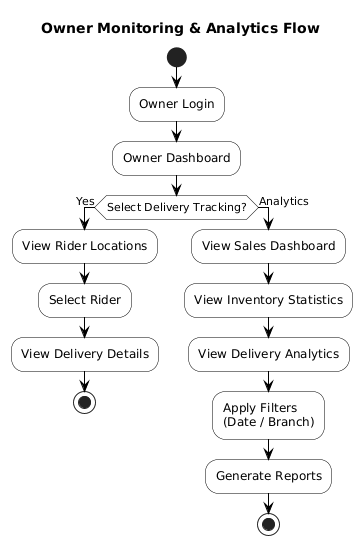 Owner Monitoring & Analytics Flow
Owner Login
Owner Dashboard
Select Delivery Tracking?
Yes
View Rider Locations
Select Rider
View Delivery Details
Analytics
View Sales Dashboard
View Inventory Statistics
View Delivery Analytics
Apply Filters
(Date / Branch)
Generate Reports